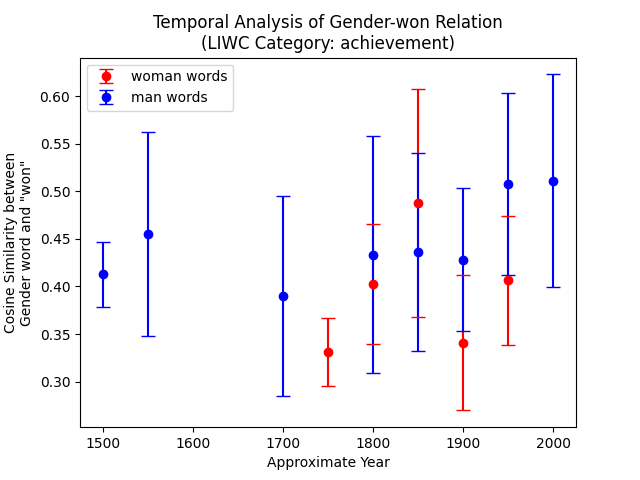 Temporal Analysis of Gender-won Relation
(LIWC Category: achievement)
woman words
man words
0.60
0.55
0.50
0.45
0.40
0.35
0.30
Cosine Similarity between
Gender word and "won"
1500
1600
1700
1800
1900
2000
Approximate Year